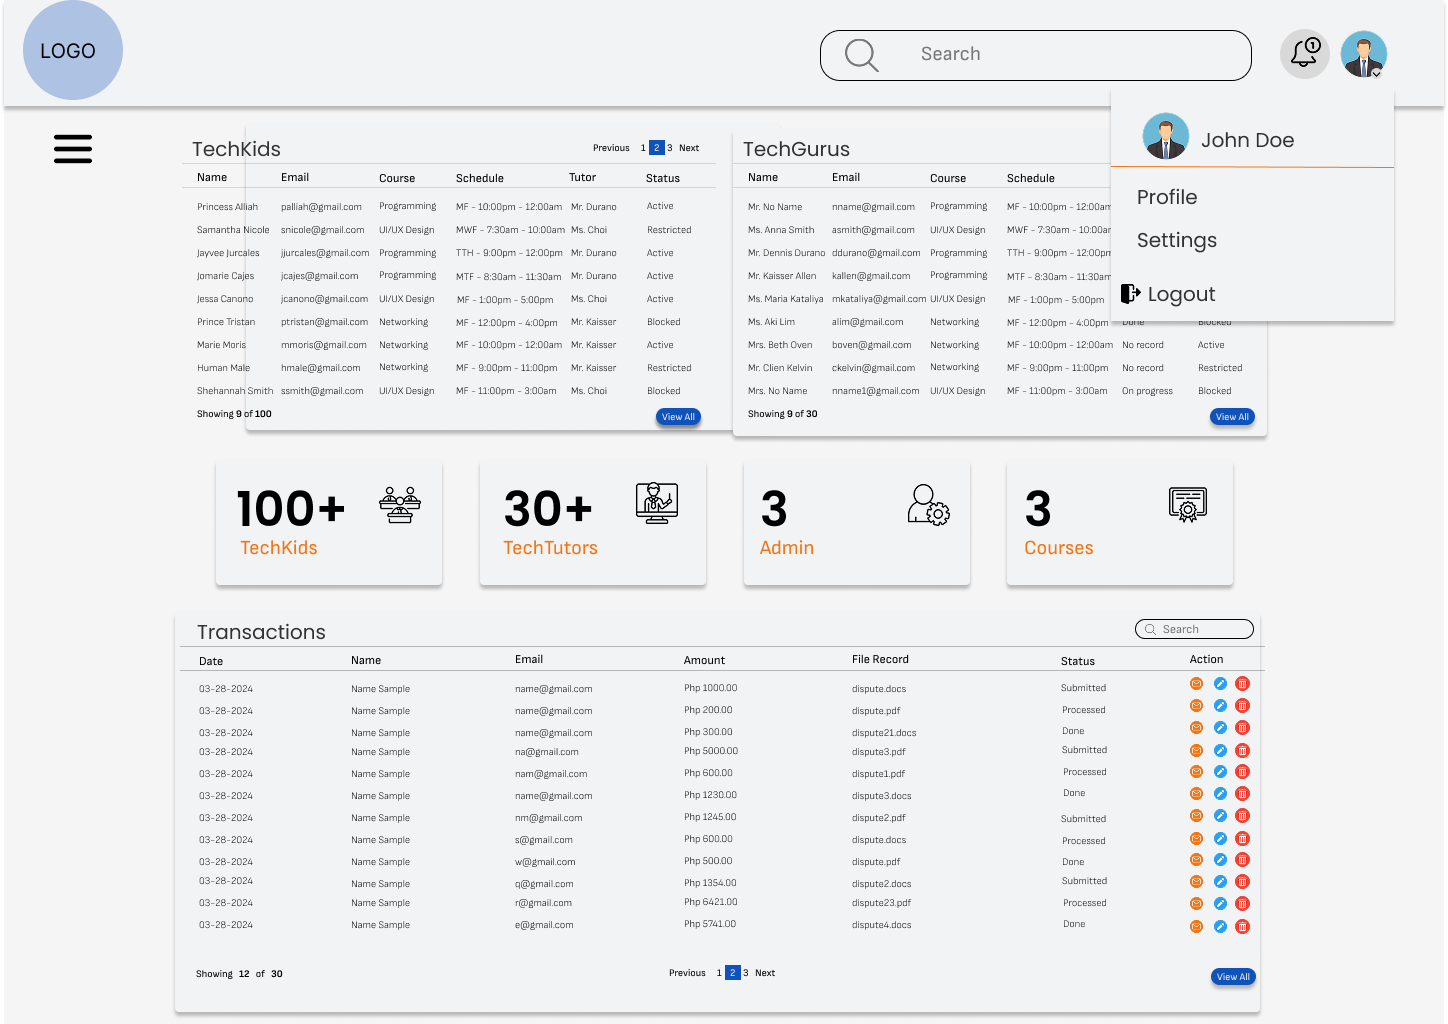 LOGO
Search
1
John Doe
Profile
Settings
Logout
TechKids
Previous 1 2 3 Next
Name Email Course Schedule Tutor Status
Princess Alliah palliah@gmail.com Programming MF - 10:00pm - 12:00am Mr. Durano Active
Samantha Nicole snicole@gmail.com UI/UX Design MWF - 7:30am - 10:00am Ms. Choi Restricted
Jayvee Jurcales jjurcales@gmail.com Programming TTH - 9:00pm - 12:00pm Mr. Durano Active
Jomarie Cajes jcajes@gmail.com Programming MTF - 8:30am - 11:30am Mr. Durano Active
Jessa Canono jcanono@gmail.com UI/UX Design MF - 1:00pm - 5:00pm Ms. Choi Active
Prince Tristan ptristan@gmail.com Networking MF - 12:00pm - 4:00pm Mr. Kaisser Blocked
Marie Moris mmoris@gmail.com Networking MF - 10:00pm - 12:00am Mr. Kaisser Active
Human Male hmale@gmail.com Networking MF - 9:00pm - 11:00pm Mr. Kaisser Restricted
Shehannah Smith ssmith@gmail.com UI/UX Design MF - 11:00pm - 3:00am Ms. Choi Blocked
Showing 9 of 100
View All
TechGurus
Name Email Course Schedule
Mr. No Name nname@gmail.com Programming MF - 10:00pm - 12:00am
Ms. Anna Smith asmith@gmail.com UI/UX Design MWF - 7:30am - 10:00am
Mr. Dennis Durano ddurano@gmail.com Programming TTH - 9:00pm - 12:00pm
Mr. Kaisser Allen kallen@gmail.com Programming MTF - 8:30am - 11:30am
Ms. Maria Kataliya mkataliya@gmail.com UI/UX Design MF - 1:00pm - 5:00pm
Ms. Aki Lim alim@gmail.com Networking MF - 12:00pm - 4:00pm Done Blocked
Mrs. Beth Oven boven@gmail.com Networking MF - 10:00pm - 12:00am No record Active
Mr. Clien Kelvin ckelvin@gmail.com Networking MF - 9:00pm - 11:00pm No record Restricted
Mrs. No Name nname1@gmail.com UI/UX Design MF - 11:00pm - 3:00am On progress Blocked
Showing 9 of 30
View All
100+
TechKids
30+
TechTutors
3
Admin
3
Courses
Transactions
Search
Date Name Email Amount File Record Status Action
03-28-2024 Name Sample name@gmail.com Php 1000.00 dispute.docs Submitted
03-28-2024 Name Sample name@gmail.com Php 200.00 dispute.pdf Processed
03-28-2024 Name Sample name@gmail.com Php 300.00 dispute21.docs Done
03-28-2024 Name Sample na@gmail.com Php 5000.00 dispute3.pdf Submitted
03-28-2024 Name Sample nam@gmail.com Php 600.00 dispute1.pdf Processed
03-28-2024 Name Sample name@gmail.com Php 1230.00 dispute3.docs Done
03-28-2024 Name Sample nm@gmail.com Php 1245.00 dispute2.pdf Submitted
03-28-2024 Name Sample s@gmail.com Php 600.00 dispute.docs Processed
03-28-2024 Name Sample w@gmail.com Php 500.00 dispute.pdf Done
03-28-2024 Name Sample q@gmail.com Php 1354.00 dispute2.docs Submitted
03-28-2024 Name Sample r@gmail.com Php 6421.00 dispute23.pdf Processed
03-28-2024 Name Sample e@gmail.com Php 5741.00 dispute4.docs Done
Showing 12 of 30
Previous 1 2 3 Next
View All